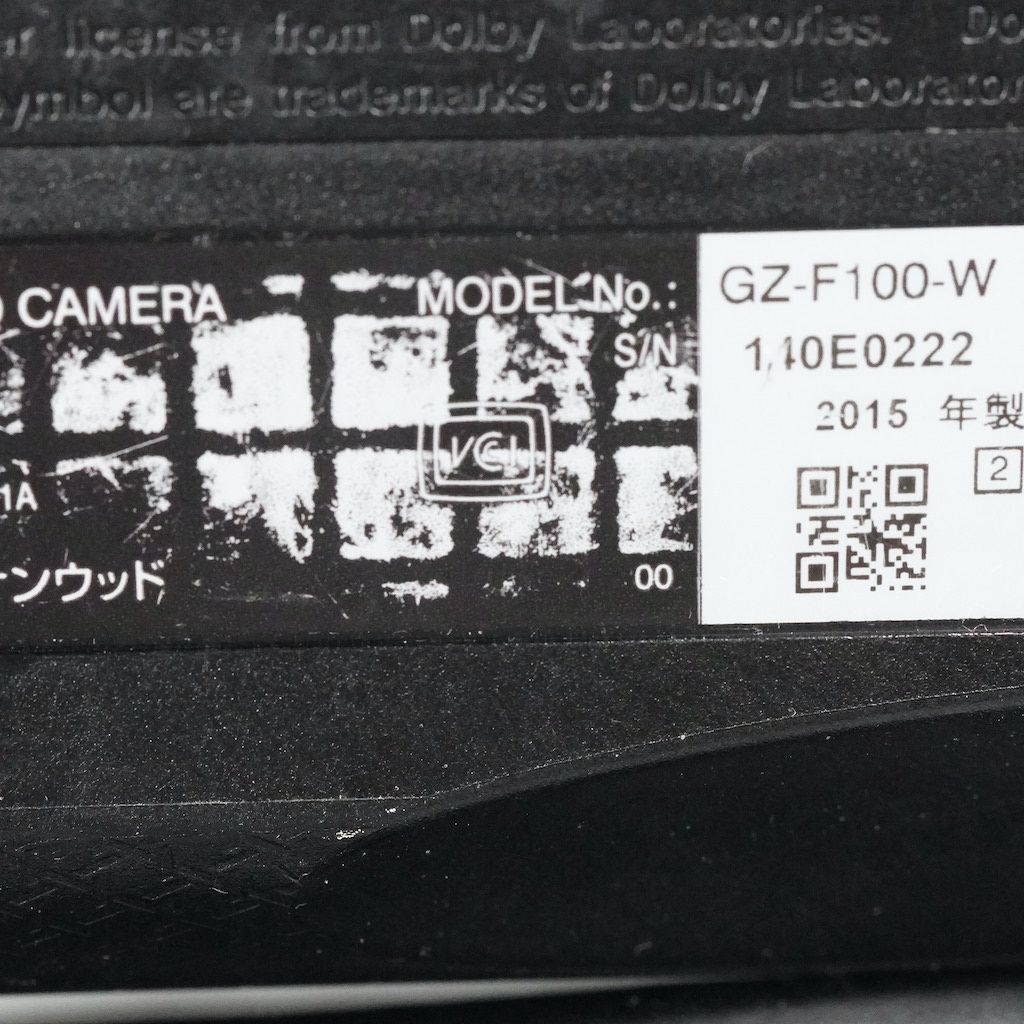 license from Dolby Laboratories.
symbol are trademarks of Dolby
CAMERA
MODEL No.: GZ-F100-W
S/N 140E0222
2015 年製
VCCI
1A
2
ンウッド
00